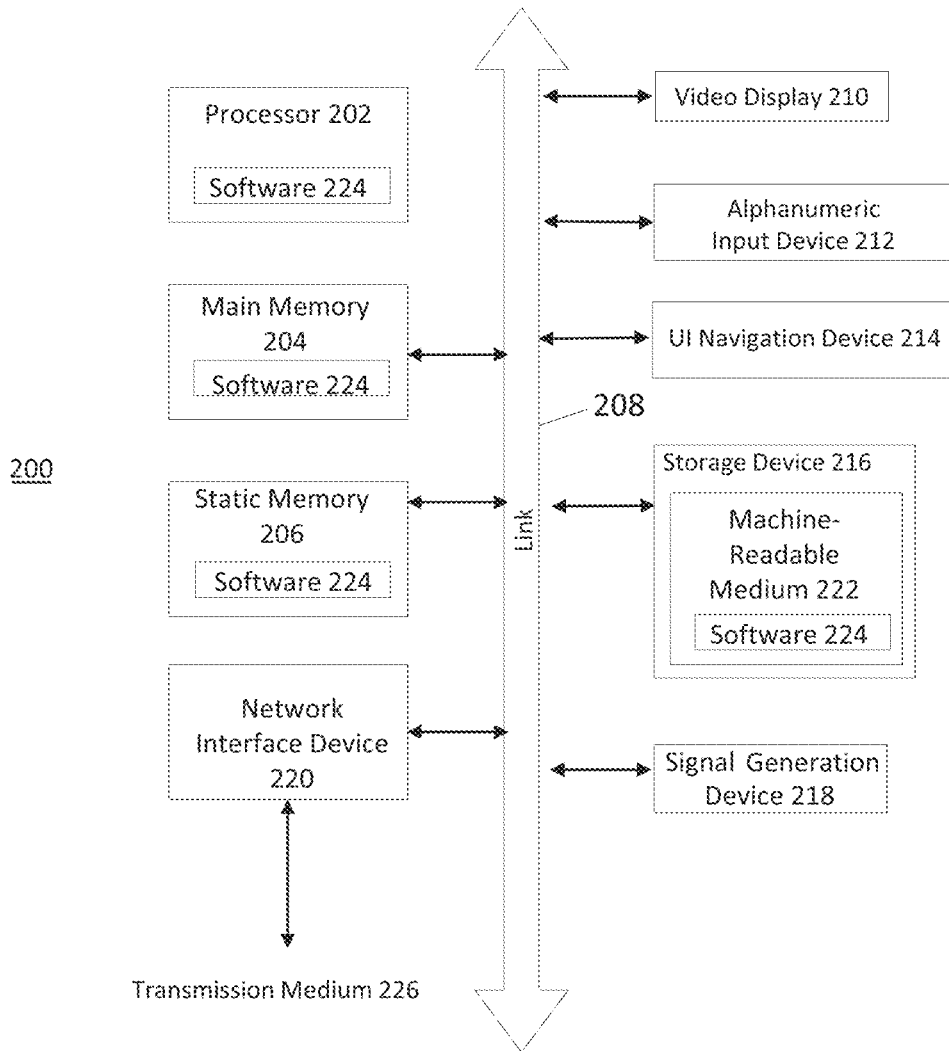 200
Processor 202
Software 224
Main Memory
204
Software 224
Static Memory
206
Software 224
Network
Interface Device
220
Transmission Medium 226
Link
208
Video Display 210
Alphanumeric
Input Device 212
UI Navigation Device 214
Storage Device 216
Machine-
Readable
Medium 222
Software 224
Signal Generation
Device 218